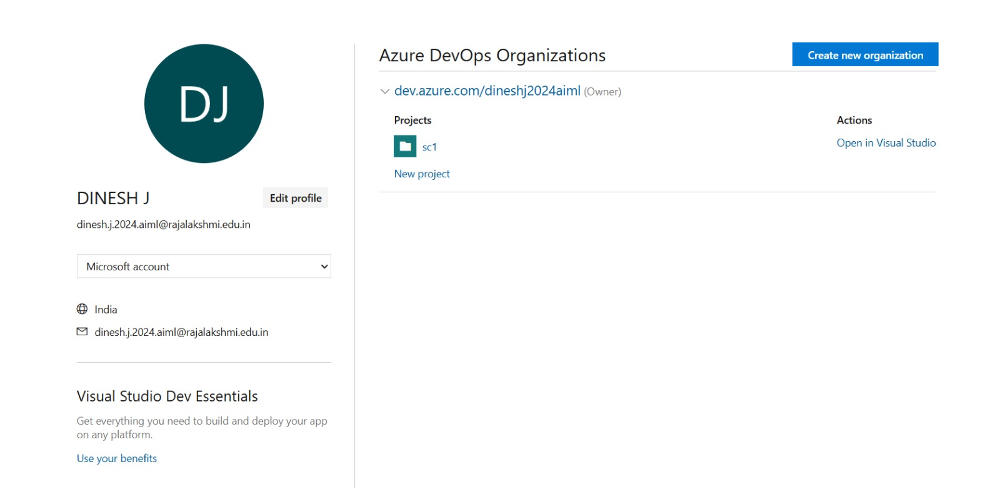 DJ
DINESH J
Edit profile
dinesh.j.2024.aiml@rajalakshmi.edu.in
Microsoft account
India
dinesh.j.2024.aiml@rajalakshmi.edu.in
Visual Studio Dev Essentials
Get everything you need to build and deploy your app
on any platform.
Use your benefits
Azure DevOps Organizations
Create new organization
dev.azure.com/dineshj2024aiml (Owner)
Projects
Actions
sc1
Open in Visual Studio
New project